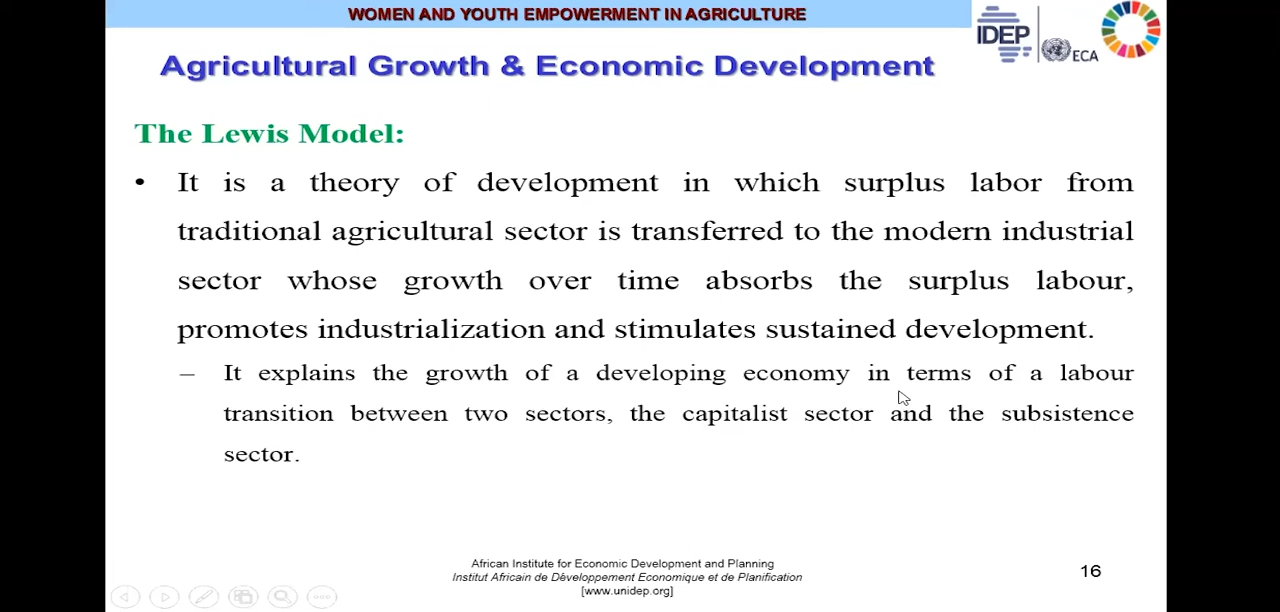 WOMEN AND YOUTH EMPOWERMENT IN AGRICULTURE
IDEP
ECA
Agricultural Growth & Economic Development
The Lewis Model:
• It is a theory of development in which surplus labor from
traditional agricultural sector is transferred to the modern industrial
sector whose growth over time absorbs the surplus labour,
promotes industrialization and stimulates sustained development.
– It explains the growth of a developing economy in terms of a labour
transition between two sectors, the capitalist sector and the subsistence
sector.
African Institute for Economic Development and Planning
Institut Africain de Développement Economique et de Planification
[www.unidep.org]
16